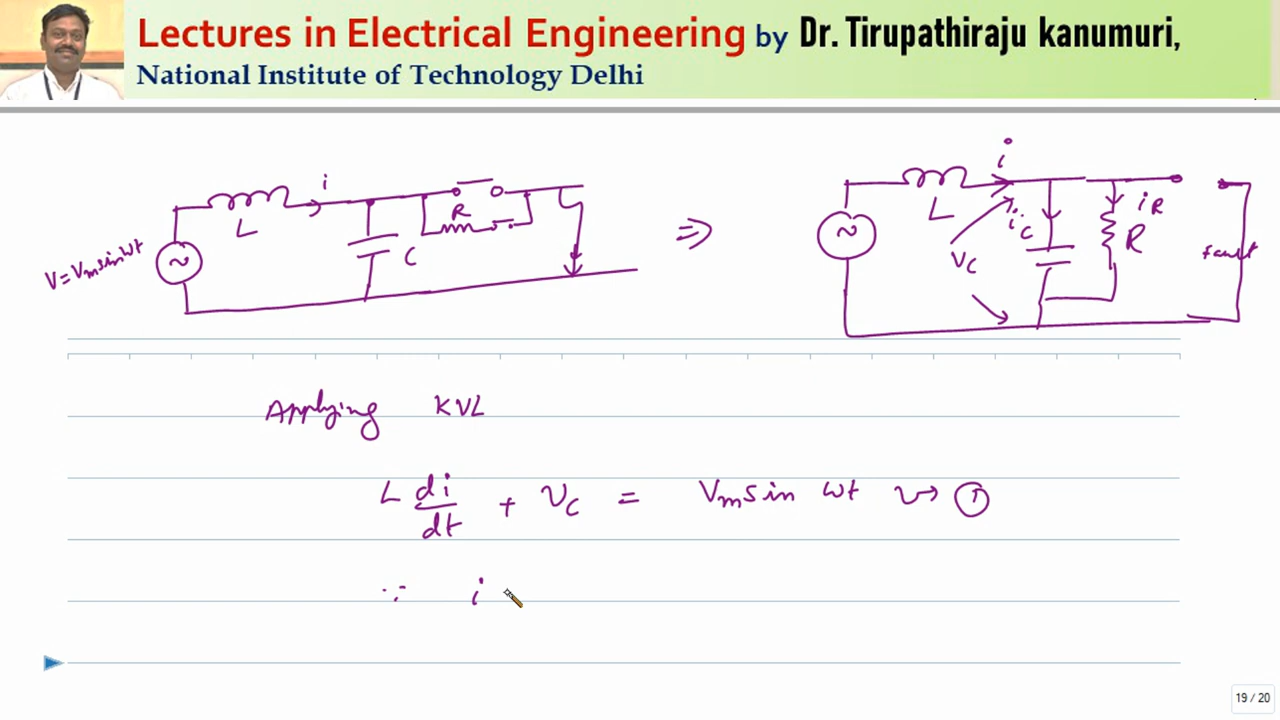 Lectures in Electrical Engineering by Dr. Tirupathiraju kanumuri,
National Institute of Technology Delhi
i
L
R
C
V = Vm sin ωt
⇒
i
L
iC
iR
R
VC
fault
Applying KVL
L di/dt + VC = Vm sin ωt → ①
∵ i
19 / 20